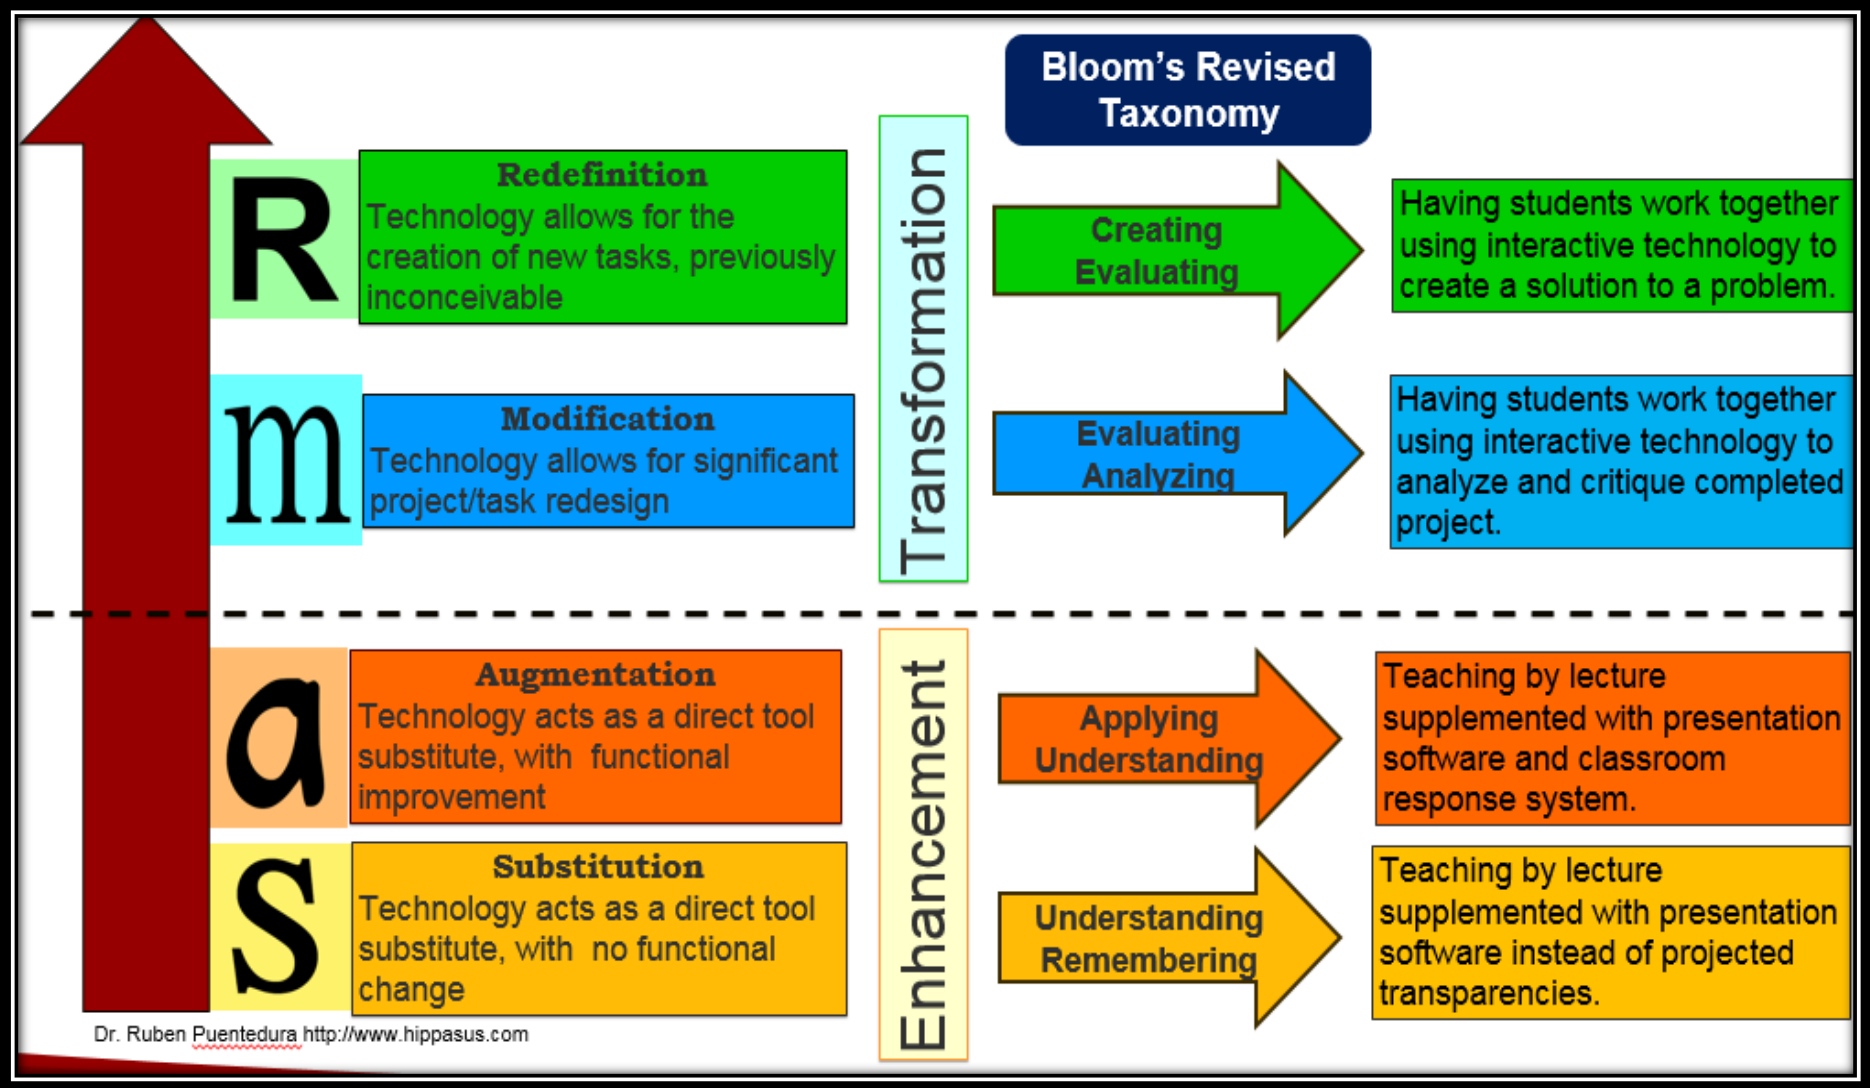 Bloom's Revised
Taxonomy
R
Redefinition
Technology allows for the
creation of new tasks, previously
inconceivable
Transformation
Creating
Evaluating
Having students work together
using interactive technology to
create a solution to a problem.
m
Modification
Technology allows for significant
project/task redesign
Evaluating
Analyzing
Having students work together
using interactive technology to
analyze and critique completed
project.
a
Augmentation
Technology acts as a direct tool
substitute, with functional
improvement
Enhancement
Applying
Understanding
Teaching by lecture
supplemented with presentation
software and classroom
response system.
S
Substitution
Technology acts as a direct tool
substitute, with no functional
change
Understanding
Remembering
Teaching by lecture
supplemented with presentation
software instead of projected
transparencies.
Dr. Ruben Puentedura http://www.hippasus.com